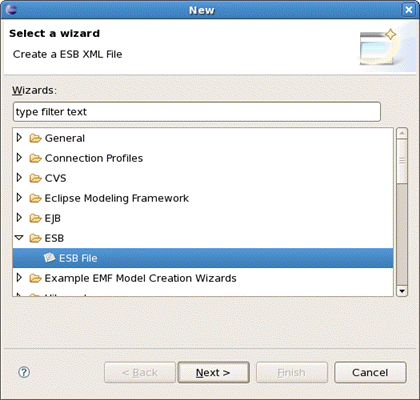 New
Select a wizard
Create a ESB XML File
Wizards:
type filter text
General
Connection Profiles
CVS
Eclipse Modeling Framework
EJB
ESB
ESB File
Example EMF Model Creation Wizards
< Back
Next >
Finish
Cancel